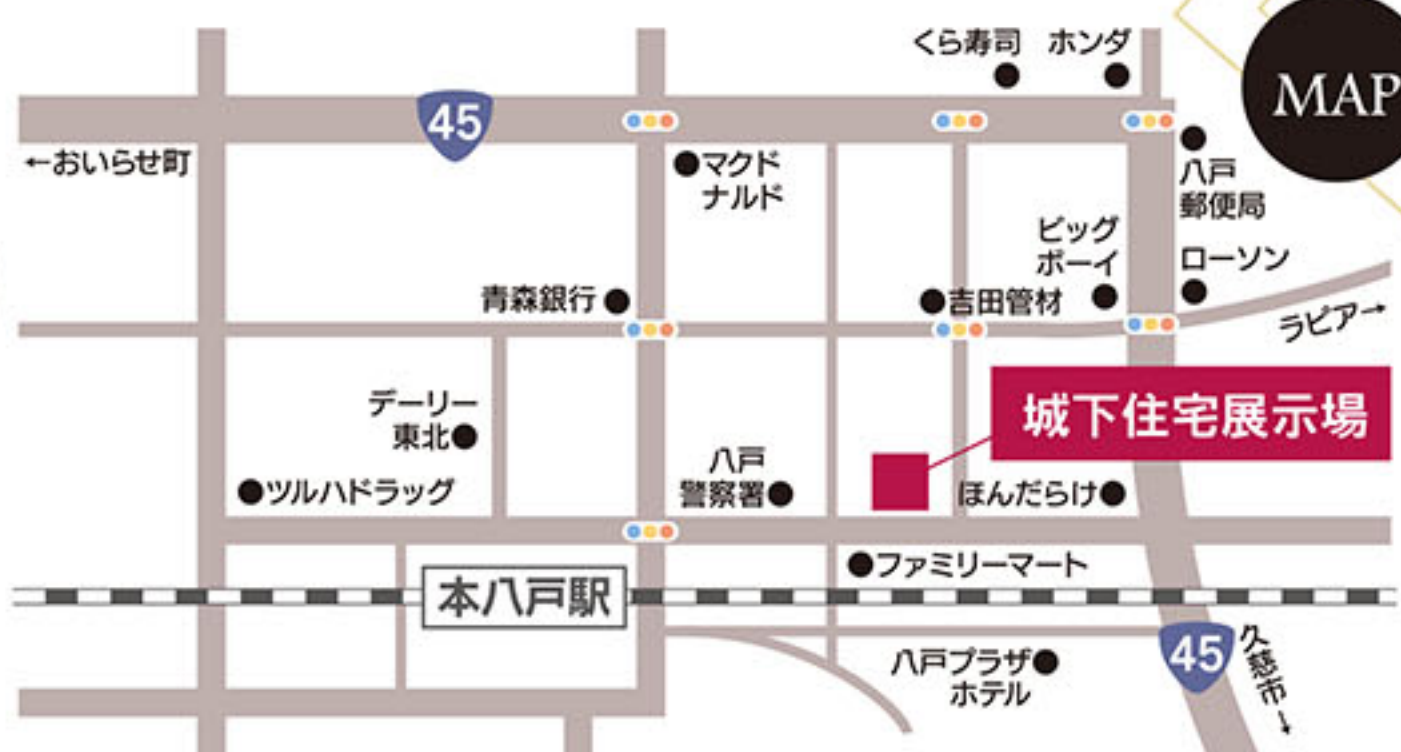 くら寿司
ホンダ
MAP
45
←おいらせ町
マクド
ナルド
八戸
郵便局
ビッグ
ボーイ
ローソン
青森銀行
吉田管材
ラピア→
デーリー
東北
城下住宅展示場
ツルハドラッグ
八戸
警察署
ほんだらけ
ファミリーマート
本八戸駅
八戸プラザ
ホテル
45
久慈市→